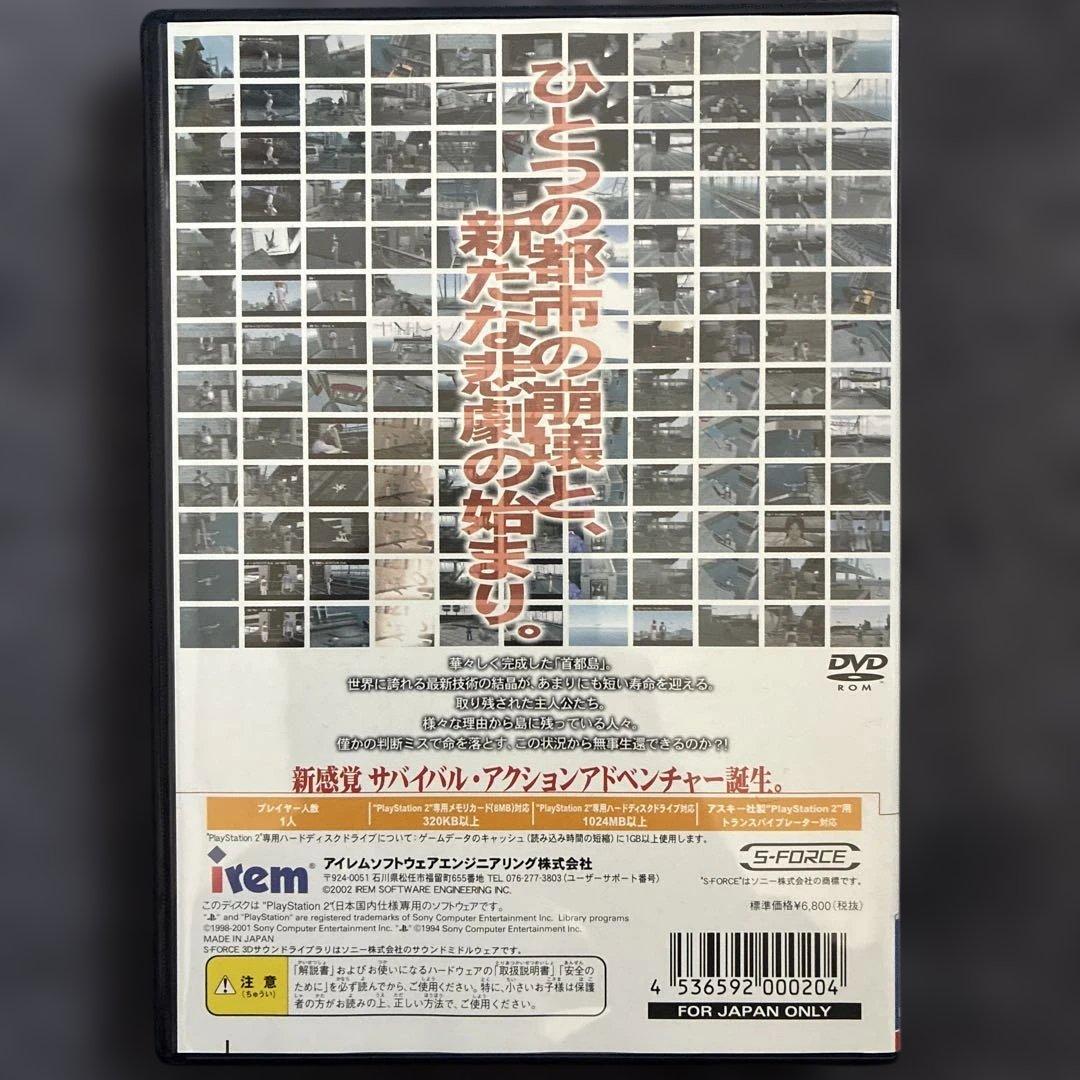 ひとつの都市の崩壊と、
新たな悲劇の始まり。
華々しく完成した「首都島」。
世界に誇れる最新技術の結晶が、あまりにも短い寿命を迎える。
取り残された主人公たち。
様々な理由から島に残っている人々。
僅かの判断ミスで命を落とす、この状況から無事生還できるのか?!
DVD
ROM
新感覚 サバイバル・アクションアドベンチャー誕生。
プレイヤー人数
1人
"PlayStation 2"専用メモリカード(8MB)対応
320KB以上
"PlayStation 2"専用ハードディスクドライブ対応
1024MB以上
アスキー社製"PlayStation 2"用
トランスバイブレーター対応
"PlayStation 2"専用ハードディスクドライブについて:ゲームデータのキャッシュ(読み込み時間の短縮)に1GB以上使用します。
irem®
アイレムソフトウェアエンジニアリング株式会社
〒924-0051 石川県松任市福留町655番地 TEL 076-277-3803(ユーザーサポート番号)
©2002 IREM SOFTWARE ENGINEERING INC.
S-FORCE
"S-FORCE"はソニー株式会社の商標です。
このディスクは "PlayStation 2"日本国内仕様専用のソフトウェアです。
標準価格¥6,800(税抜)
" " and "PlayStation" are registered trademarks of Sony Computer Entertainment Inc. Library programs
©1998-2001 Sony Computer Entertainment Inc. " " ©1994 Sony Computer Entertainment Inc.
MADE IN JAPAN
S-FORCE 3Dサウンドライブラリはソニー株式会社のサウンドミドルウェアです。
注意
(ちゅうい)
「解説書」およびお使いになるハードウェアの「取扱説明書」「安全の
ために」を必ず読んでから、ご使用ください。特に、小さいお子様は保護
者の方がお読みの上、正しい方法で、ご使用ください。
4 536592 000204
FOR JAPAN ONLY